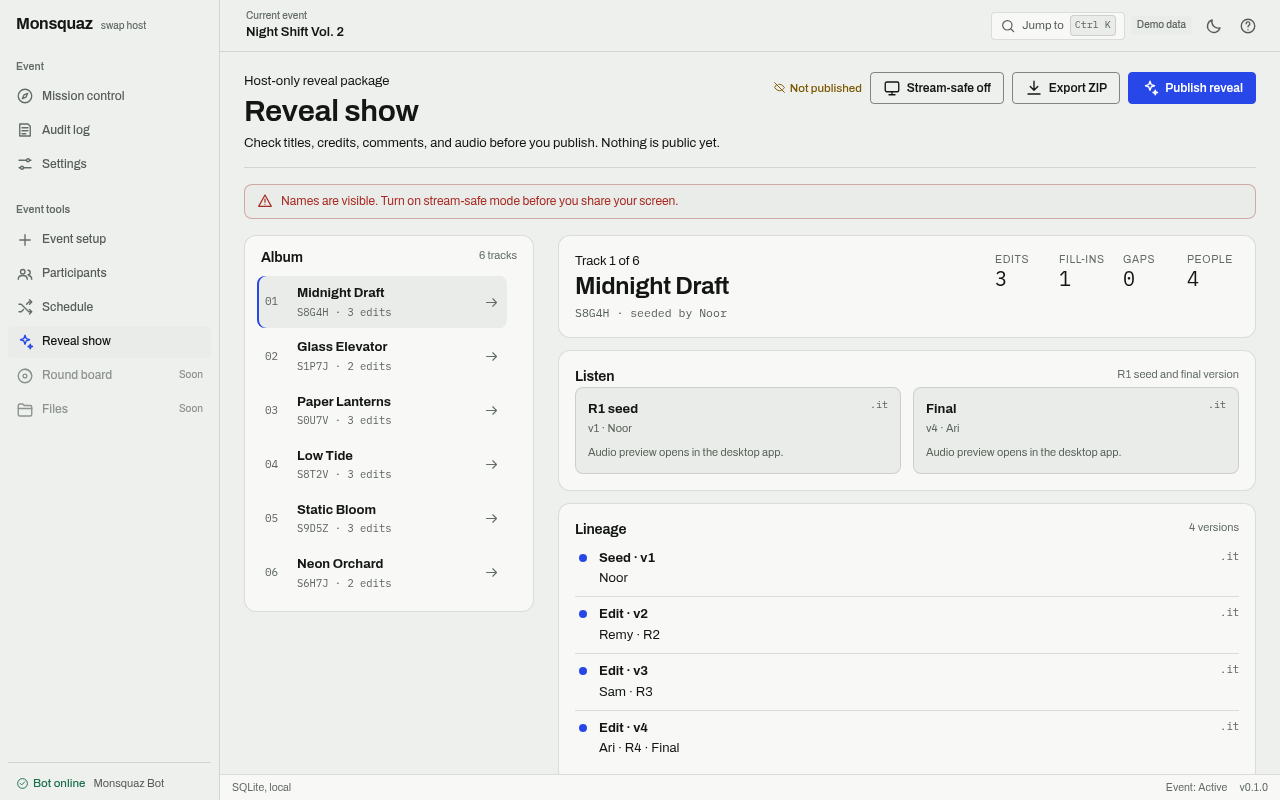 Monsquaz swap host
Event
Mission control
Audit log
Settings
Event tools
Event setup
Participants
Schedule
Reveal show
Round board Soon
Files Soon
Bot online Monsquaz Bot
Current event
Night Shift Vol. 2
Jump to Ctrl K
Demo data
Host-only reveal package
Reveal show
Check titles, credits, comments, and audio before you publish. Nothing is public yet.
Not published
Stream-safe off
Export ZIP
Publish reveal
Names are visible. Turn on stream-safe mode before you share your screen.
Album 6 tracks
01 Midnight Draft
S8G4H · 3 edits
02 Glass Elevator
S1P7J · 2 edits
03 Paper Lanterns
S0U7V · 3 edits
04 Low Tide
S8T2V · 3 edits
05 Static Bloom
S9D5Z · 3 edits
06 Neon Orchard
S6H7J · 2 edits
Track 1 of 6
Midnight Draft
S8G4H · seeded by Noor
EDITS FILL-INS GAPS PEOPLE
3 1 0 4
Listen R1 seed and final version
R1 seed .it
v1 · Noor
Audio preview opens in the desktop app.
Final .it
v4 · Ari
Audio preview opens in the desktop app.
Lineage 4 versions
Seed · v1 .it
Noor
Edit · v2 .it
Remy · R2
Edit · v3 .it
Sam · R3
Edit · v4 .it
Ari · R4 · Final
SQLite, local
Event: Active v0.1.0